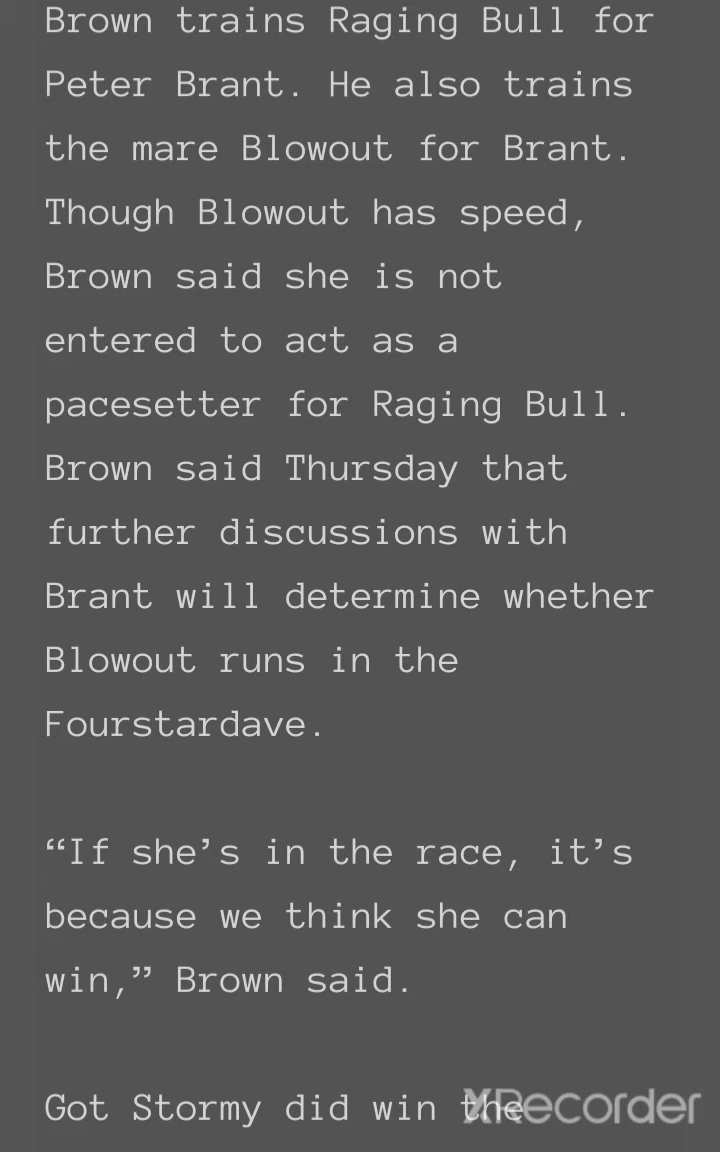 Brown trains Raging Bull for
Peter Brant. He also trains
the mare Blowout for Brant.
Though Blowout has speed,
Brown said she is not
entered to act as a
pacesetter for Raging Bull.
Brown said Thursday that
further discussions with
Brant will determine whether
Blowout runs in the
Fourstardave.
“If she’s in the race, it’s
because we think she can
win,” Brown said.
Got Stormy did win the
XRecorder